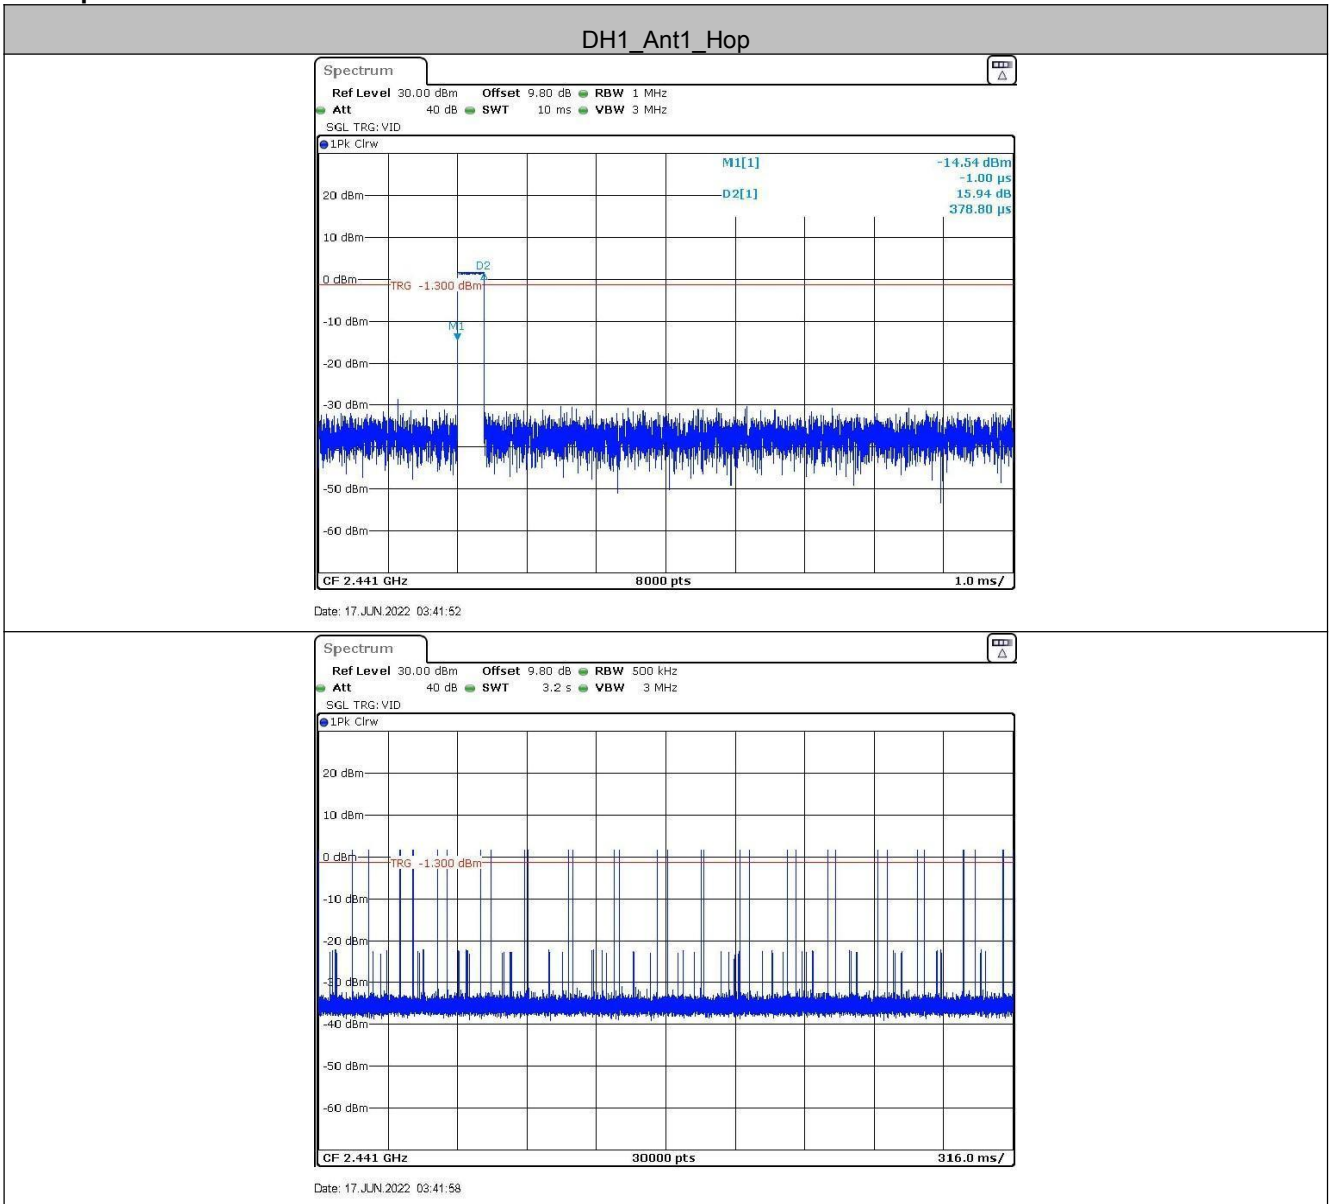 DH1_Ant1_Hop
Spectrum
Ref Level 30.00 dBm Offset 9.80 dB RBW 1 MHz
Att 40 dB SWT 10 ms VBW 3 MHz
SGL TRG: VID
1Pk Clrw
M1[1] -14.54 dBm
-1.00 µs
20 dBm D2[1] 15.94 dB
378.80 µs
10 dBm
D2
0 dBm
TRG -1.300 dBm
-10 dBm
M1
-20 dBm
-30 dBm
-50 dBm
-60 dBm
CF 2.441 GHz 8000 pts 1.0 ms/
Date: 17.JUN.2022 03:41:52
Spectrum
Ref Level 30.00 dBm Offset 9.80 dB RBW 500 kHz
Att 40 dB SWT 3.2 s VBW 3 MHz
SGL TRG: VID
1Pk Clrw
20 dBm
10 dBm
0 dBm
TRG -1.300 dBm
-10 dBm
-20 dBm
-30 dBm
-40 dBm
-50 dBm
-60 dBm
CF 2.441 GHz 30000 pts 316.0 ms/
Date: 17.JUN.2022 03:41:58